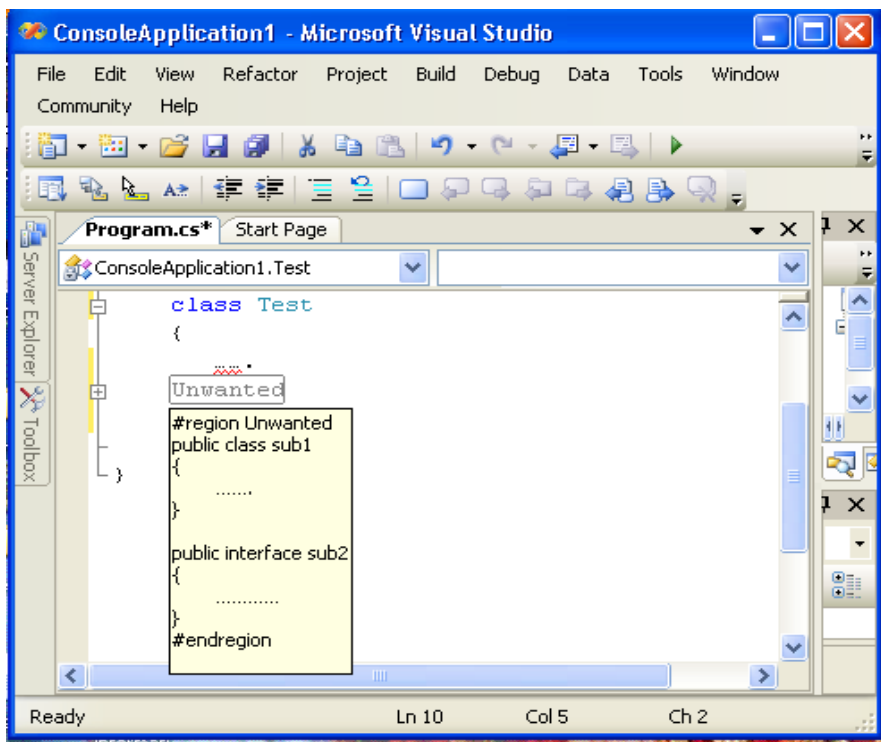 ConsoleApplication1 - Microsoft Visual Studio
File Edit View Refactor Project Build Debug Data Tools Window
Community Help
Program.cs* Start Page
Server Explorer
Toolbox
ConsoleApplication1.Test
class Test
{
…….
Unwanted
#region Unwanted
public class sub1
{
…….
}
public interface sub2
{
…………
}
#endregion
}
Ready Ln 10 Col 5 Ch 2